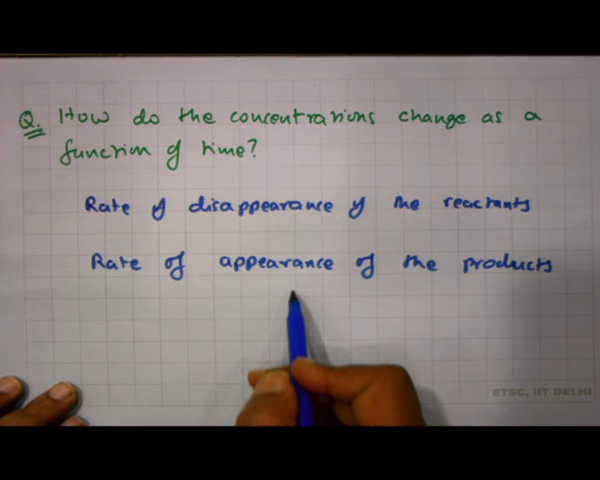 Q. How do the concentrations change as a
function of time?
Rate of disappearance of the reactants
Rate of appearance of the products
ETSC, IIT DELHI